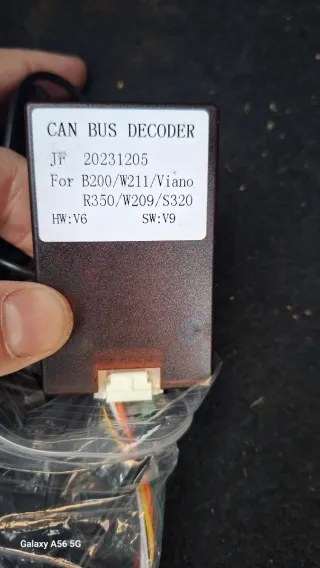 CAN BUS DECODER
JF 20231205
For B200/W211/Viano
R350/W209/S320
HW:V6 SW:V9
Galaxy A56 5G